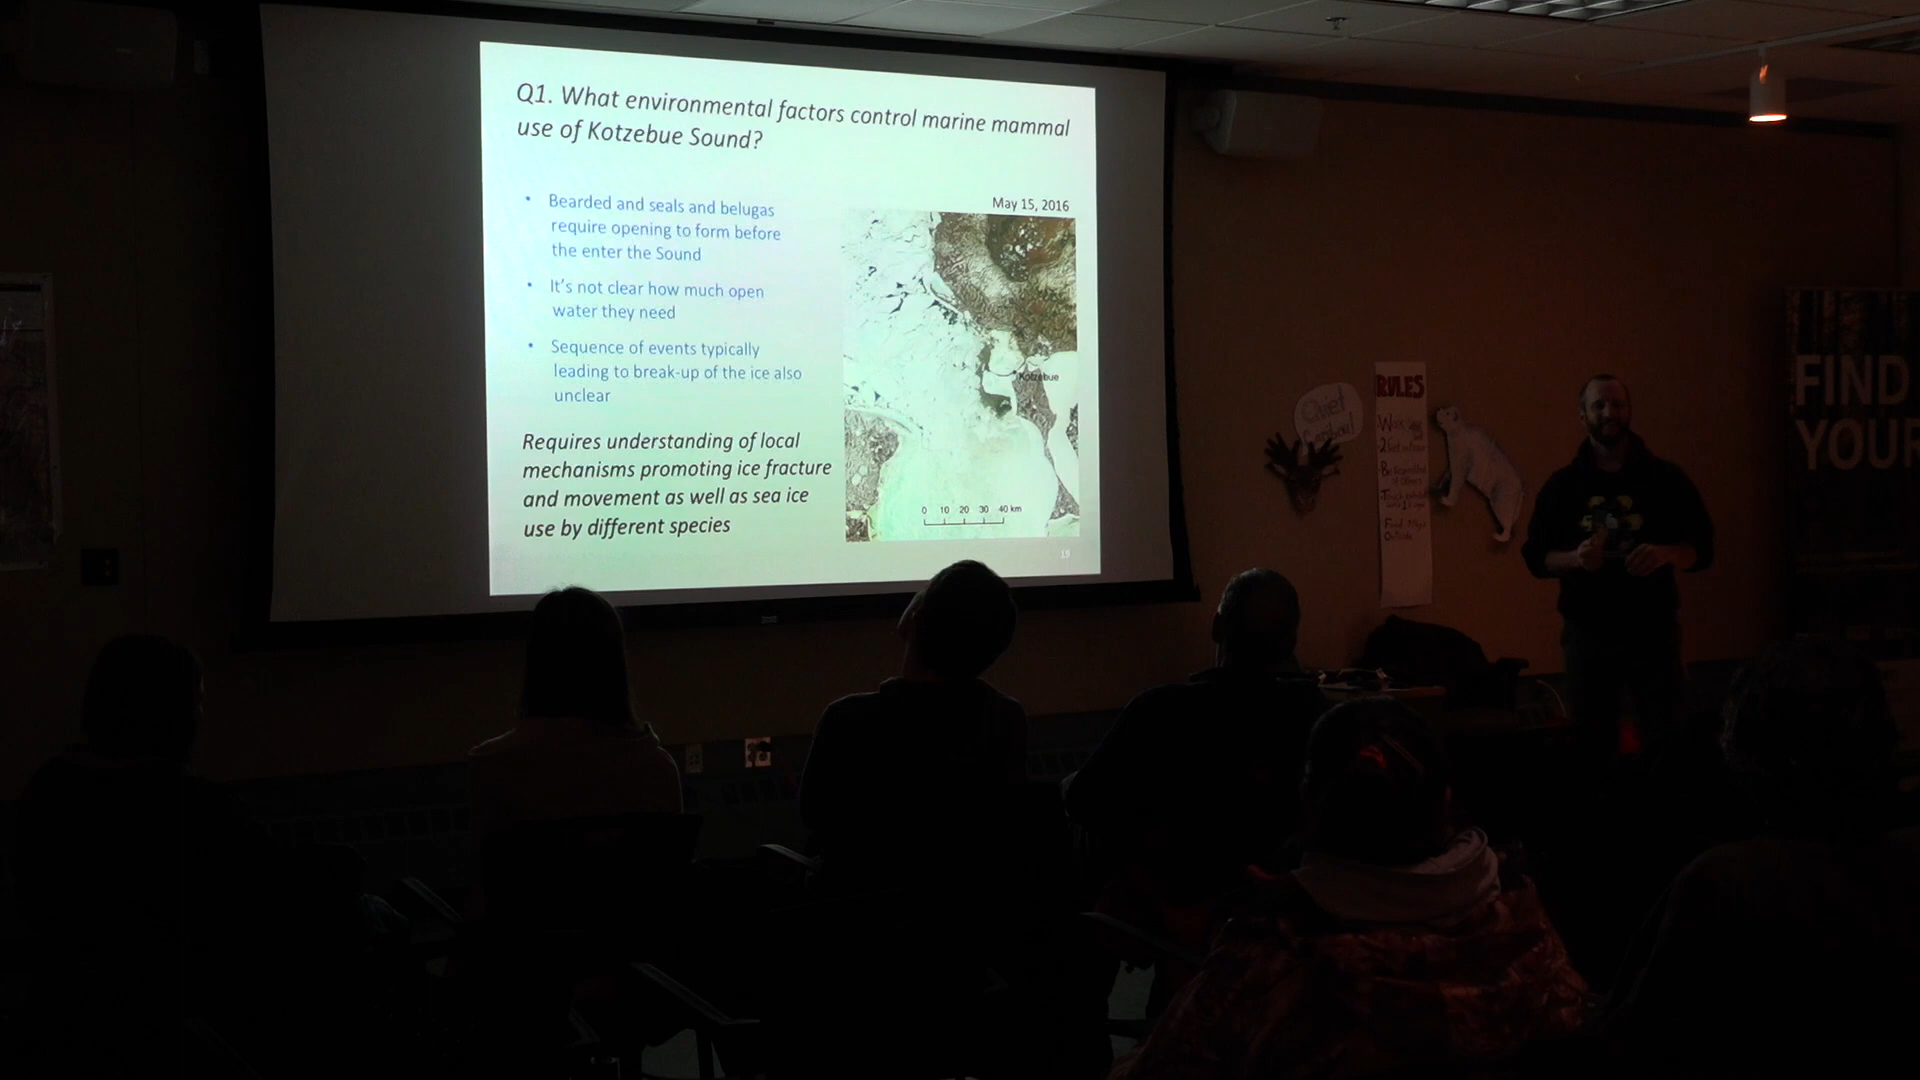 Q1. What environmental factors control marine mammal
use of Kotzebue Sound?
• Bearded and seals and belugas
require opening to form before
the enter the Sound
• It's not clear how much open
water they need
• Sequence of events typically
leading to break-up of the ice also
unclear
Requires understanding of local
mechanisms promoting ice fracture
and movement as well as sea ice
use by different species
May 15, 2016
Kotzebue
0 10 20 30 40 km
19
Quiet
RULES
Outside
FIND
YOUR